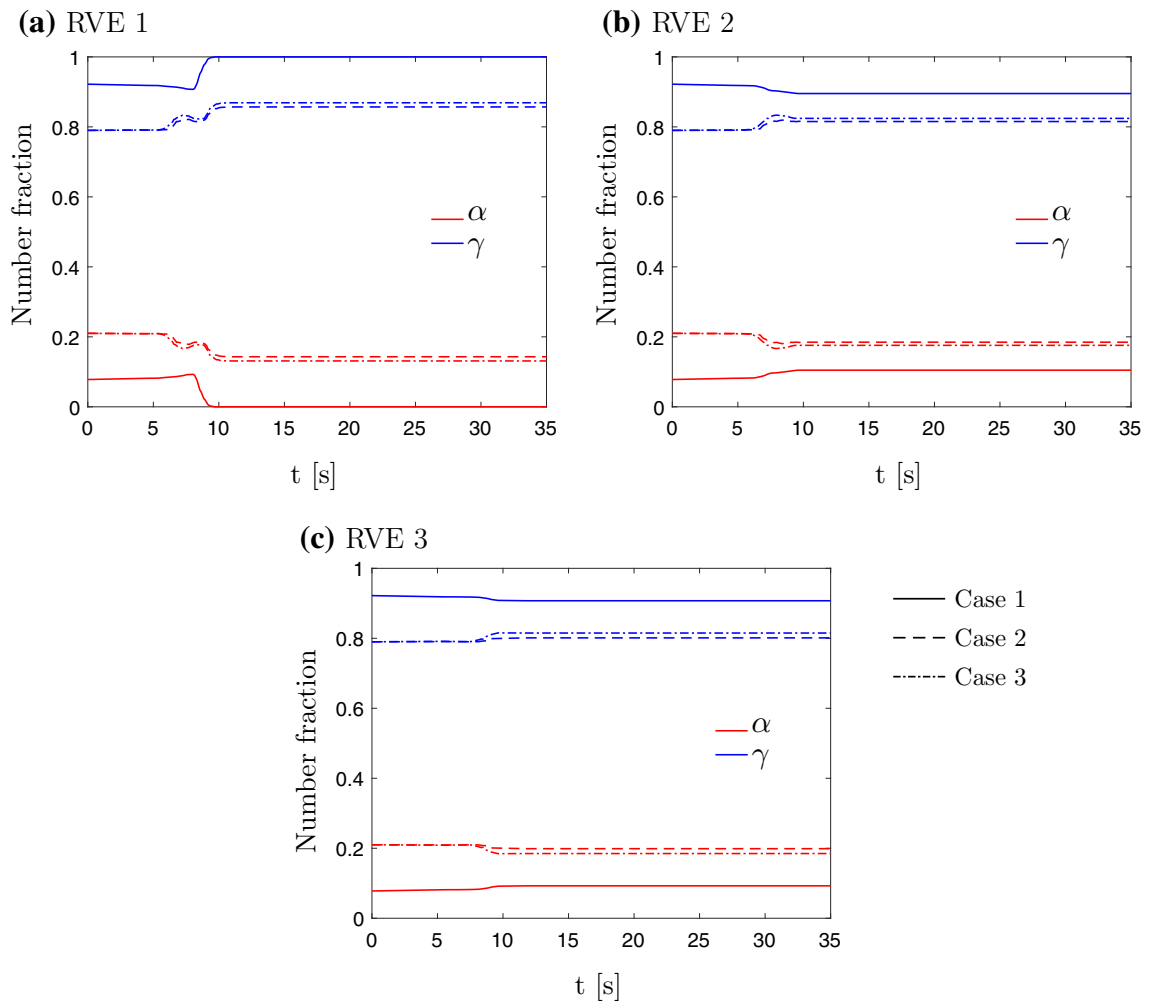 (a) RVE 1
1
0.8
0.6
0.4
0.2
0
Number fraction
α
γ
0 5 10 15 20 25 30 35
t [s]
(b) RVE 2
1
0.8
0.6
0.4
0.2
0
Number fraction
α
γ
0 5 10 15 20 25 30 35
t [s]
(c) RVE 3
1
0.8
0.6
0.4
0.2
0
Number fraction
α
γ
0 5 10 15 20 25 30 35
t [s]
Case 1
Case 2
Case 3